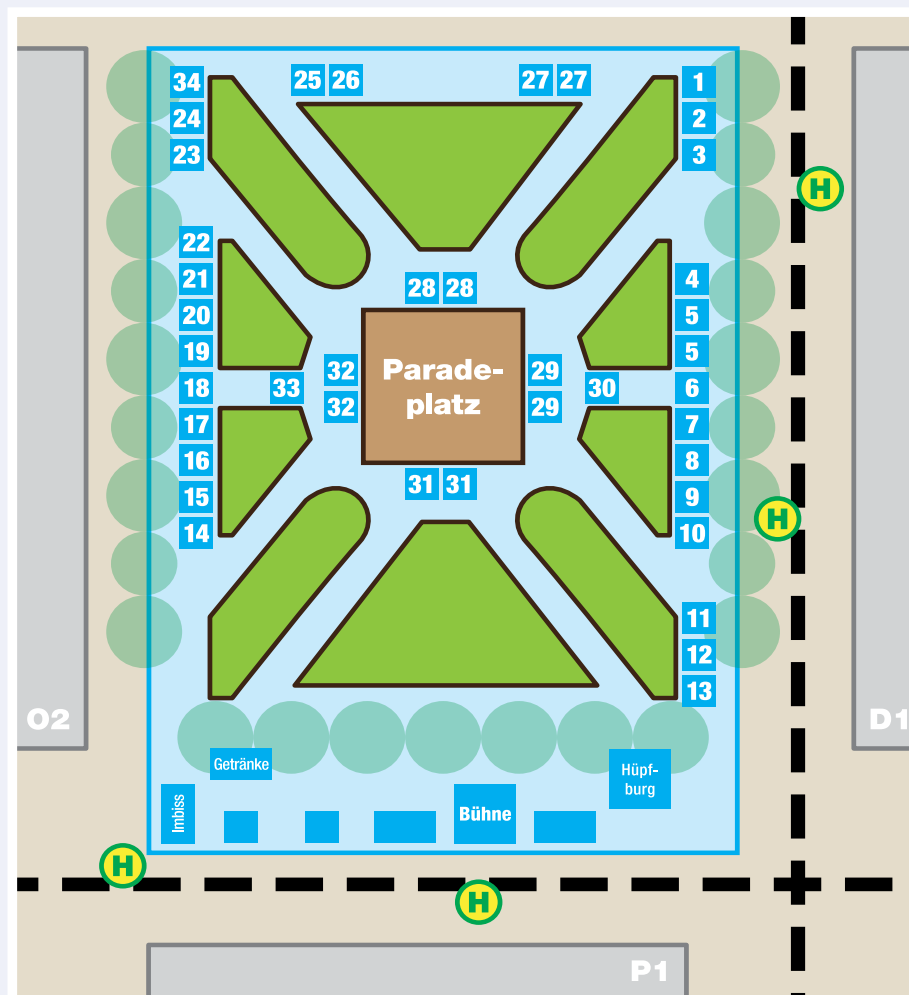 34 25 26 27 27 1
24 2
23 3
H
22
21 4
28 28
20 5
19 5
32 Parade- 29
18 33 30 6
32 platz 29
17 7
16 8
31 31
15 9
H
14 10
11
12
13
O2 D1
Getränke
Hüpf-
burg
Imbiss
Bühne
H
H
P1